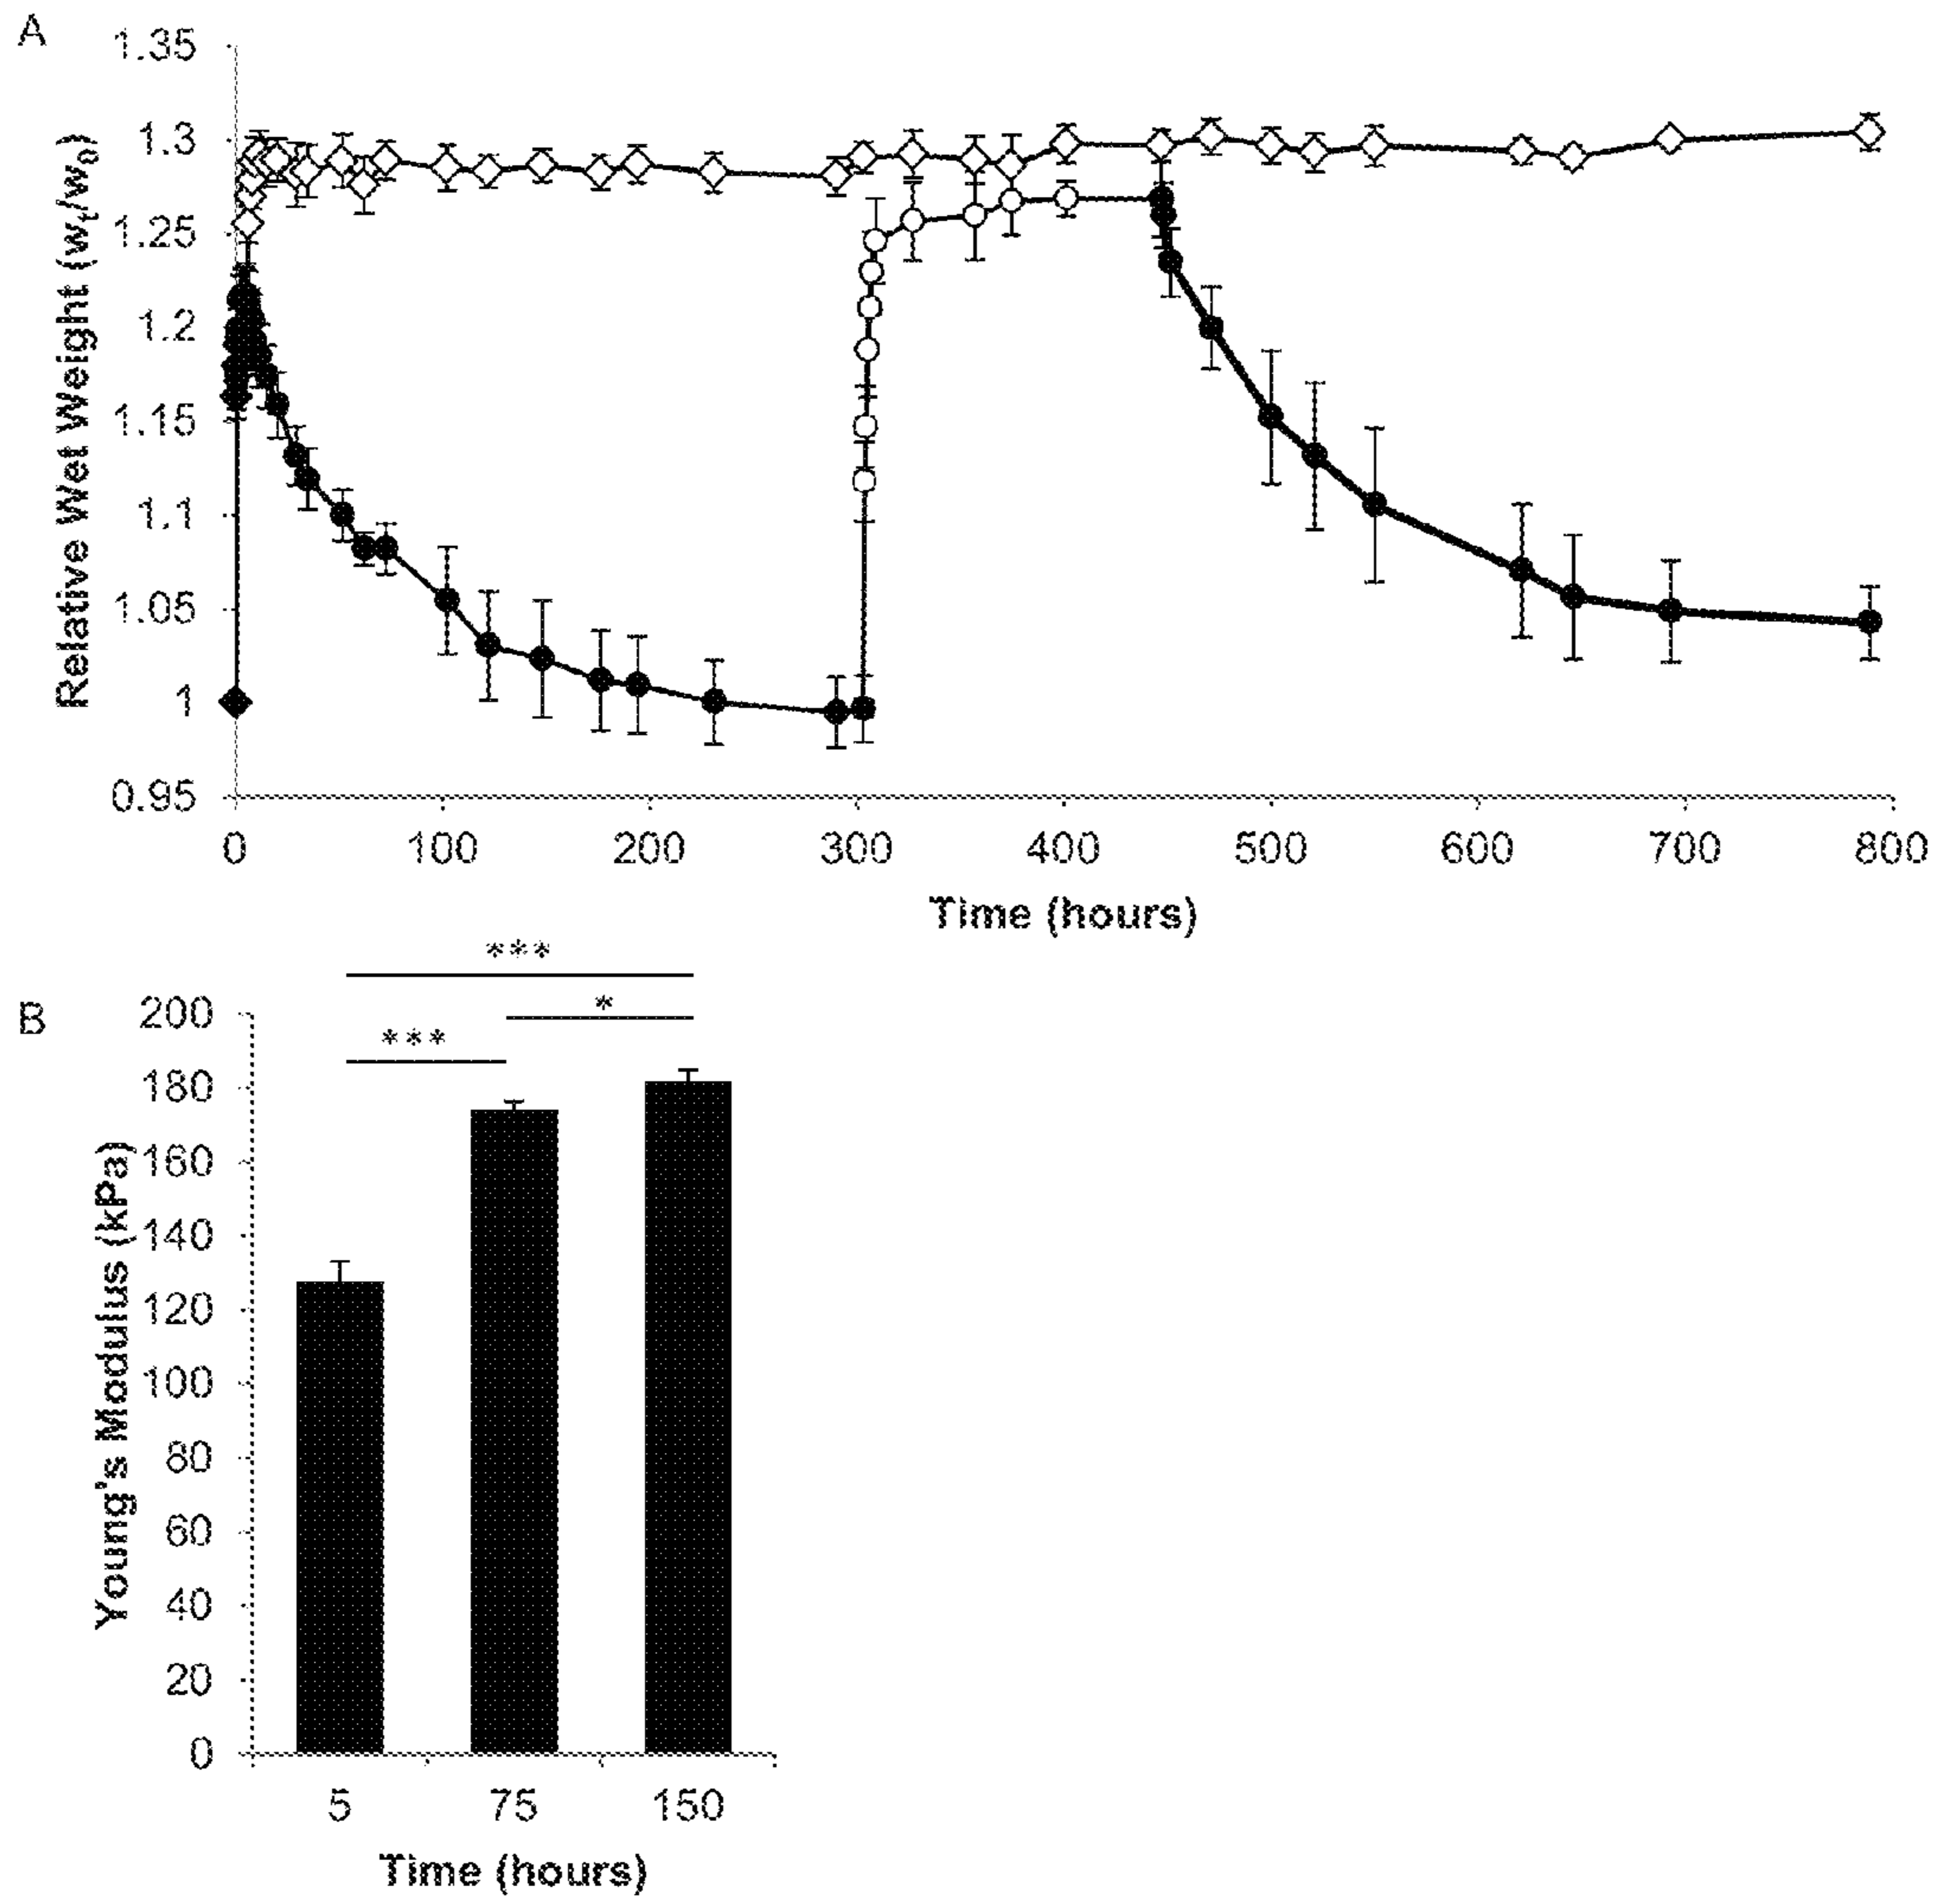 A
Relative Wet Weight (wt/w0)
1.35
1.3
1.25
1.2
1.15
1.1
1.05
1
0.95
0 100 200 300 400 500 600 700 800
Time (hours)
B
Young's Modulus (kPa)
***
*
***
200
180
160
140
120
100
80
60
40
20
0
5 75 150
Time (hours)